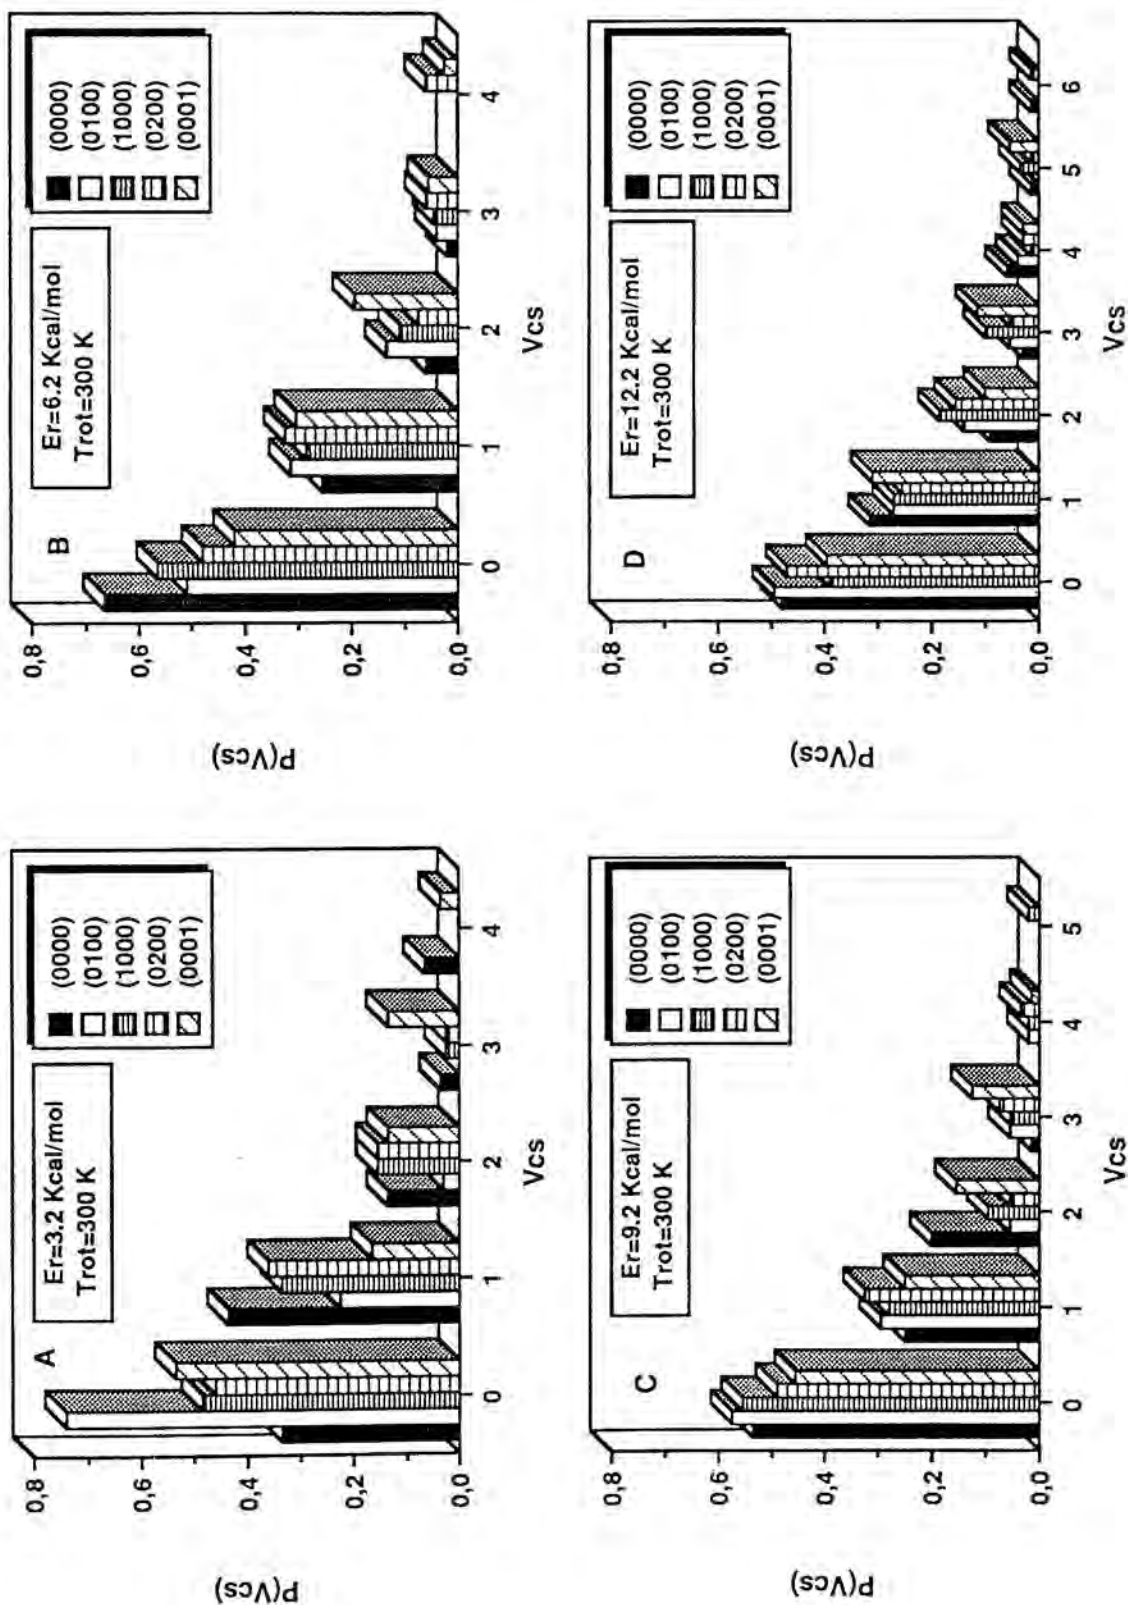 A
Er=3.2 Kcal/mol
Trot=300 K
(0000)
(0100)
(1000)
(0200)
(0001)
0,8
0,6
0,4
0,2
0,0
P(Vcs)
0 1 2 3 4
Vcs
B
Er=6.2 Kcal/mol
Trot=300 K
(0000)
(0100)
(1000)
(0200)
(0001)
0,8
0,6
0,4
0,2
0,0
P(Vcs)
0 1 2 3 4
Vcs
C
Er=9.2 Kcal/mol
Trot=300 K
(0000)
(0100)
(1000)
(0200)
(0001)
0,8
0,6
0,4
0,2
0,0
P(Vcs)
0 1 2 3 4 5
Vcs
D
Er=12.2 Kcal/mol
Trot=300 K
(0000)
(0100)
(1000)
(0200)
(0001)
0,8
0,6
0,4
0,2
0,0
P(Vcs)
0 1 2 3 4 5 6
Vcs